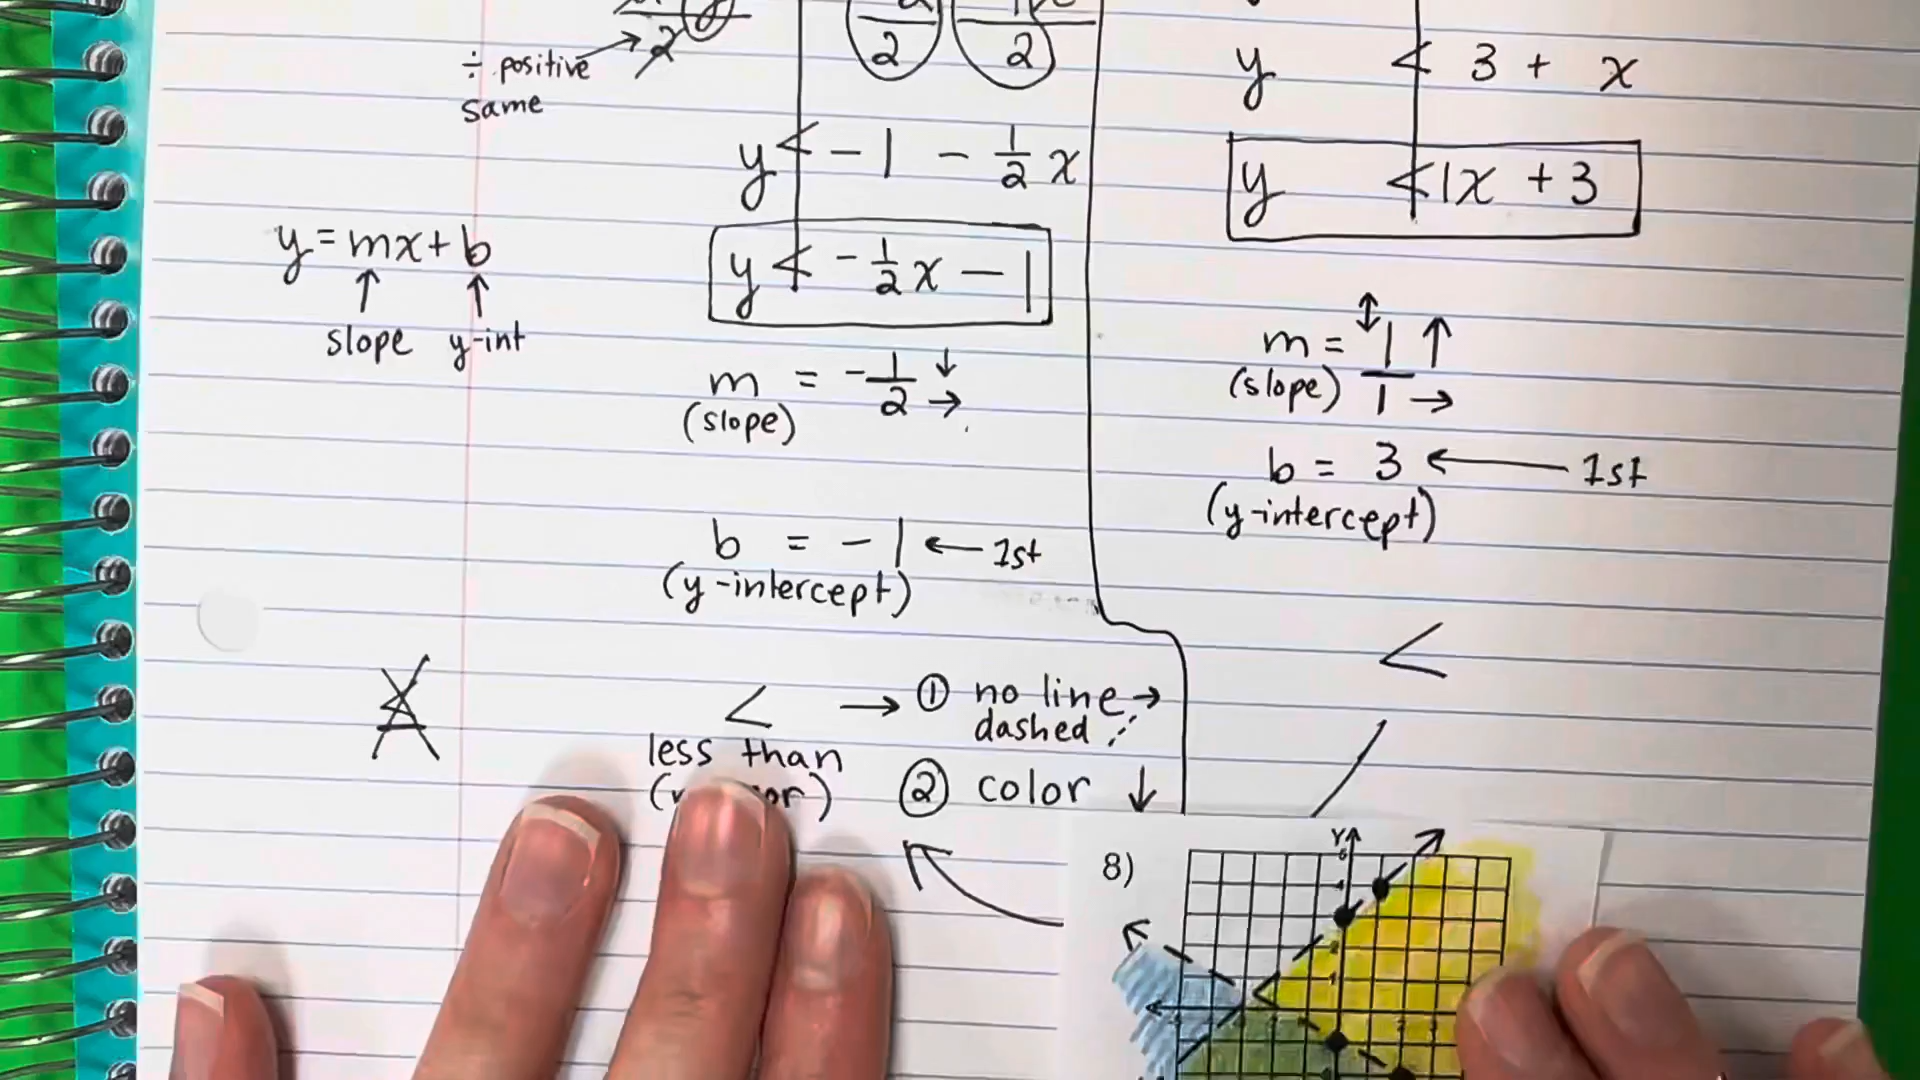 ÷ positive
same
2
2
2
y < 3 + x
y < -1 - 1/2 x
y < 1x + 3
y = mx + b
slope y-int
y < - 1/2 x - 1
m = - 1/2 ↓ →
(slope)
b = -1 ← 1st
(y-intercept)
m = 1/1 ↑ →
(slope)
b = 3 ← 1st
(y-intercept)
<
< → ① no line →
dashed
less than
② color ↓
8)
Y